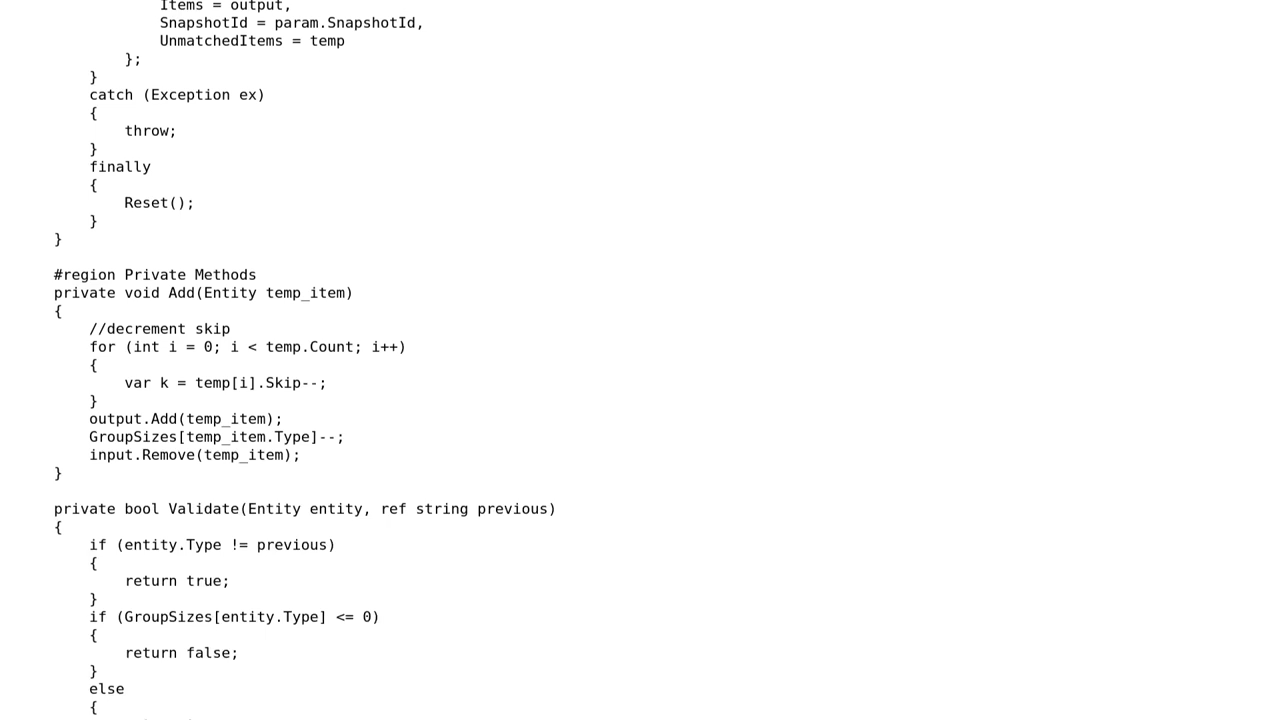 Items = output,
SnapshotId = param.SnapshotId,
UnmatchedItems = temp
};
}
catch (Exception ex)
{
throw;
}
finally
{
Reset();
}
}
#region Private Methods
private void Add(Entity temp_item)
{
//decrement skip
for (int i = 0; i < temp.Count; i++)
{
var k = temp[i].Skip--;
}
output.Add(temp_item);
GroupSizes[temp_item.Type]--;
input.Remove(temp_item);
}
private bool Validate(Entity entity, ref string previous)
{
if (entity.Type != previous)
{
return true;
}
if (GroupSizes[entity.Type] <= 0)
{
return false;
}
else
{